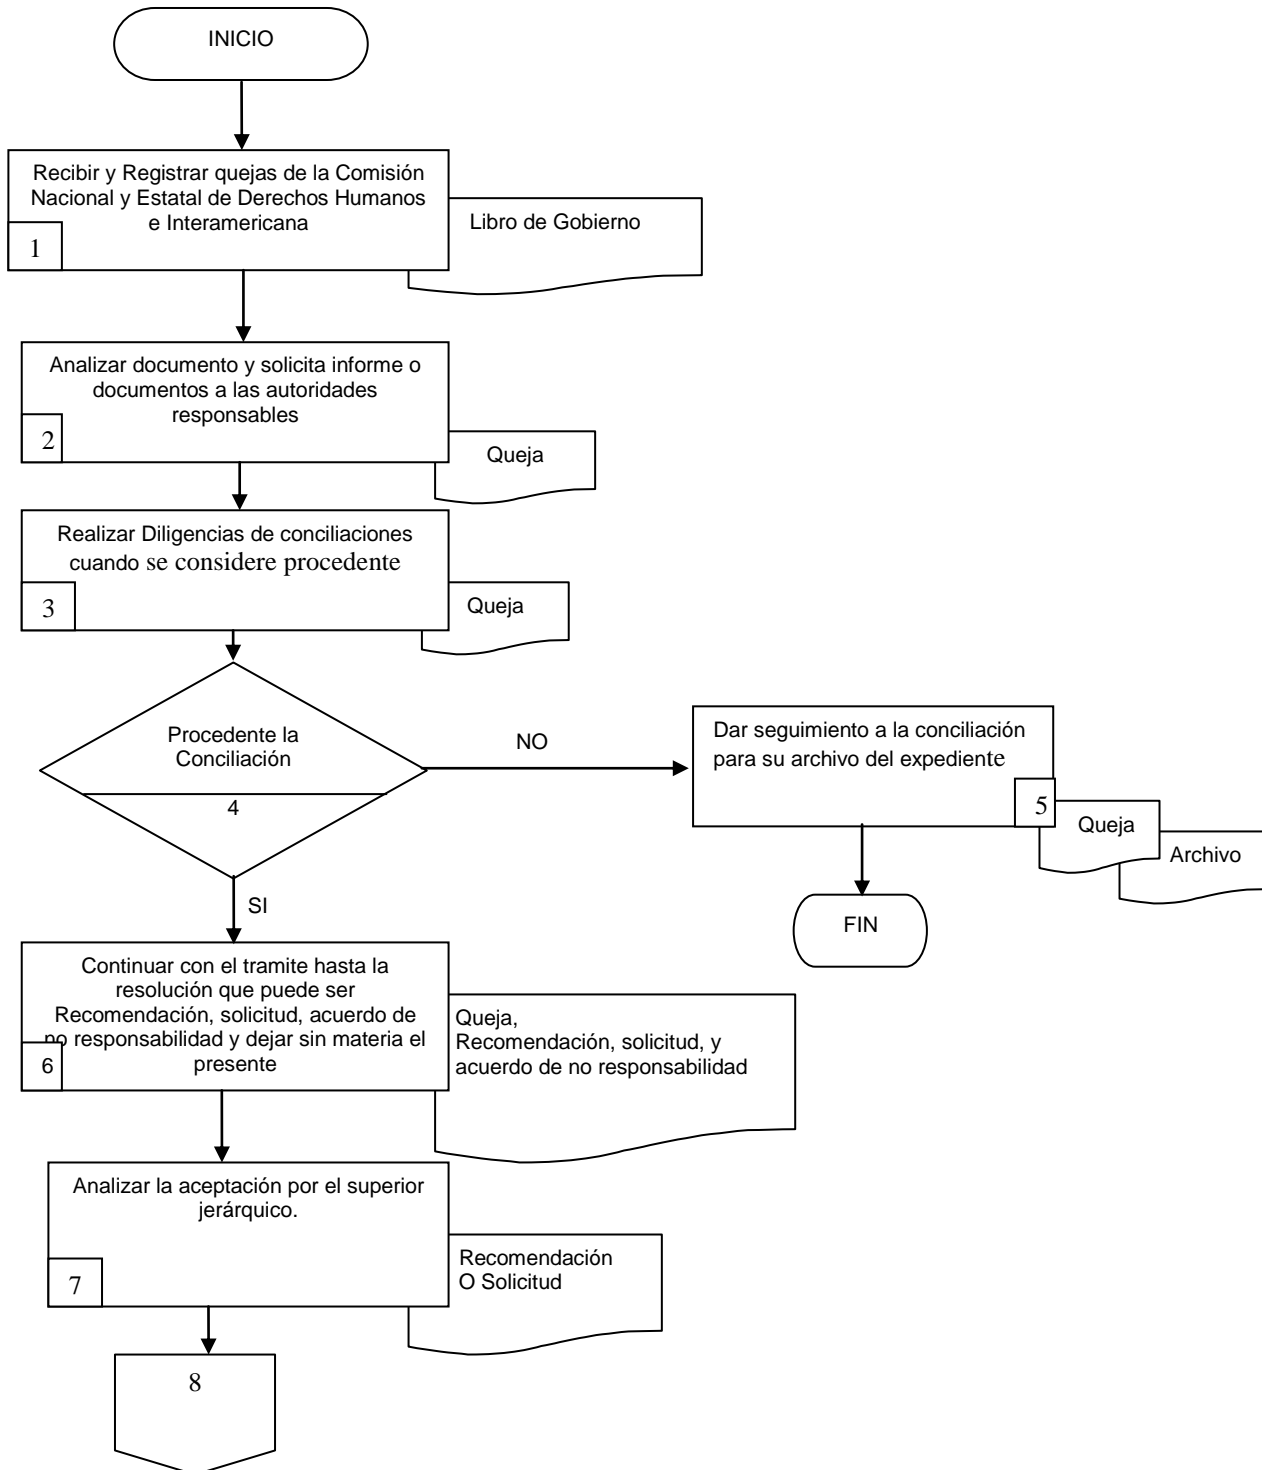 INICIO
Recibir y Registrar quejas de la Comisión
Nacional y Estatal de Derechos Humanos
e Interamericana
1
Libro de Gobierno
Analizar documento y solicita informe o
documentos a las autoridades
responsables
2
Queja
Realizar Diligencias de conciliaciones
cuando se considere procedente
3
Queja
Procedente la
Conciliación
4
NO
Dar seguimiento a la conciliación
para su archivo del expediente
5
Queja
Archivo
FIN
SI
Continuar con el tramite hasta la
resolución que puede ser
Recomendación, solicitud, acuerdo de
no responsabilidad y dejar sin materia el
presente
6
Queja,
Recomendación, solicitud, y
acuerdo de no responsabilidad
Analizar la aceptación por el superior
jerárquico.
7
Recomendación
O Solicitud
8